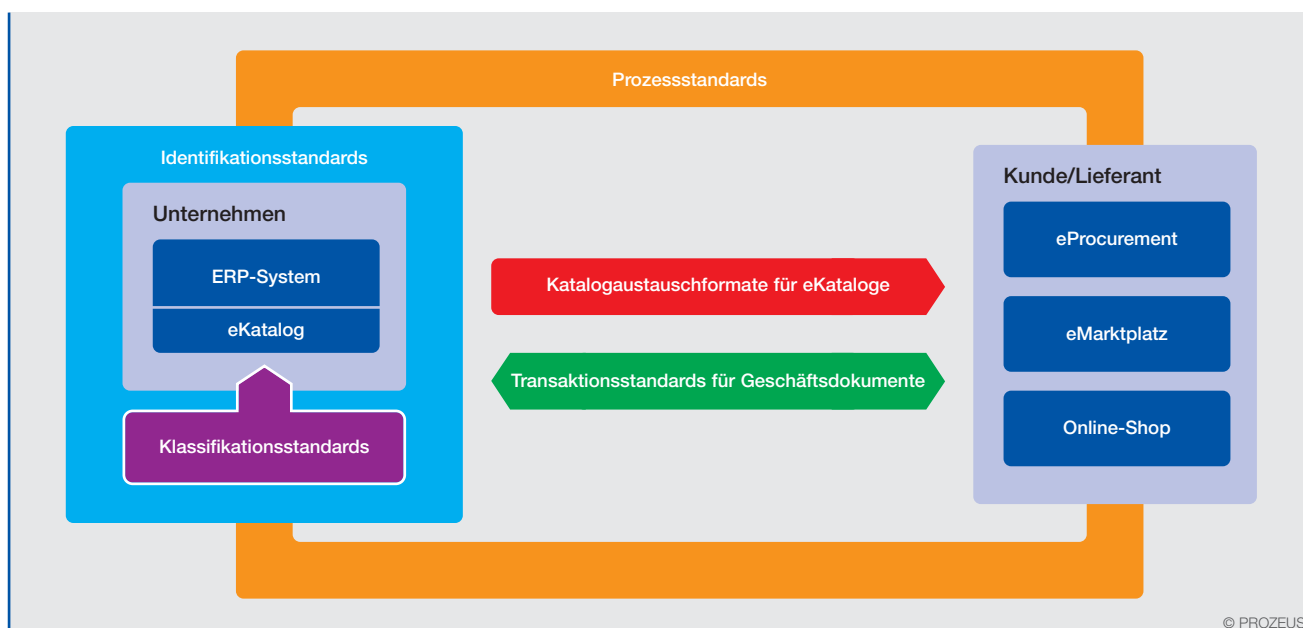 Prozessstandards
Identifikationsstandards
Unternehmen
ERP-System
eKatalog
Klassifikationsstandards
Katalogaustauschformate für eKataloge
Transaktionsstandards für Geschäftsdokumente
Kunde/Lieferant
eProcurement
eMarktplatz
Online-Shop
© PROZEUS